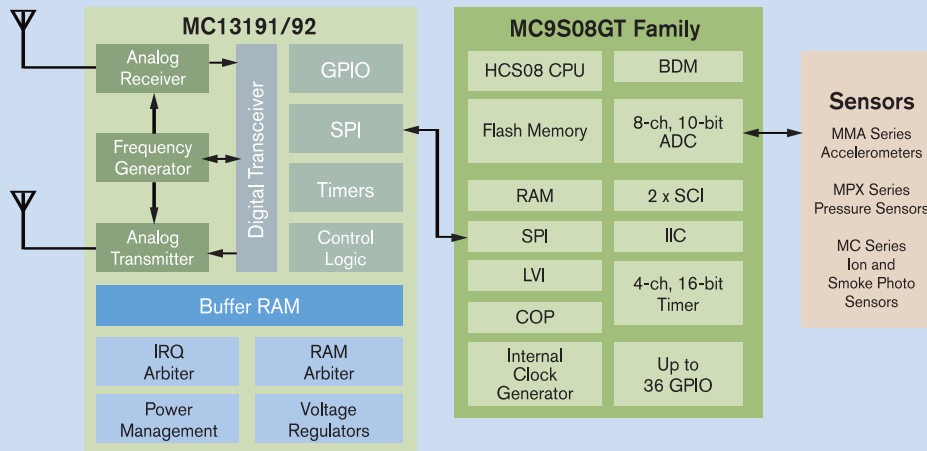 MC13191/92
Analog
Receiver
Frequency
Generator
Analog
Transmitter
Digital Transceiver
GPIO
SPI
Timers
Control
Logic
Buffer RAM
IRQ
Arbiter
RAM
Arbiter
Power
Management
Voltage
Regulators
MC9S08GT Family
HCS08 CPU
BDM
Flash Memory
8-ch, 10-bit
ADC
RAM
2 x SCI
SPI
IIC
LVI
4-ch, 16-bit
Timer
COP
Internal
Clock
Generator
Up to
36 GPIO
Sensors
MMA Series
Accelerometers
MPX Series
Pressure Sensors
MC Series
Ion and
Smoke Photo
Sensors